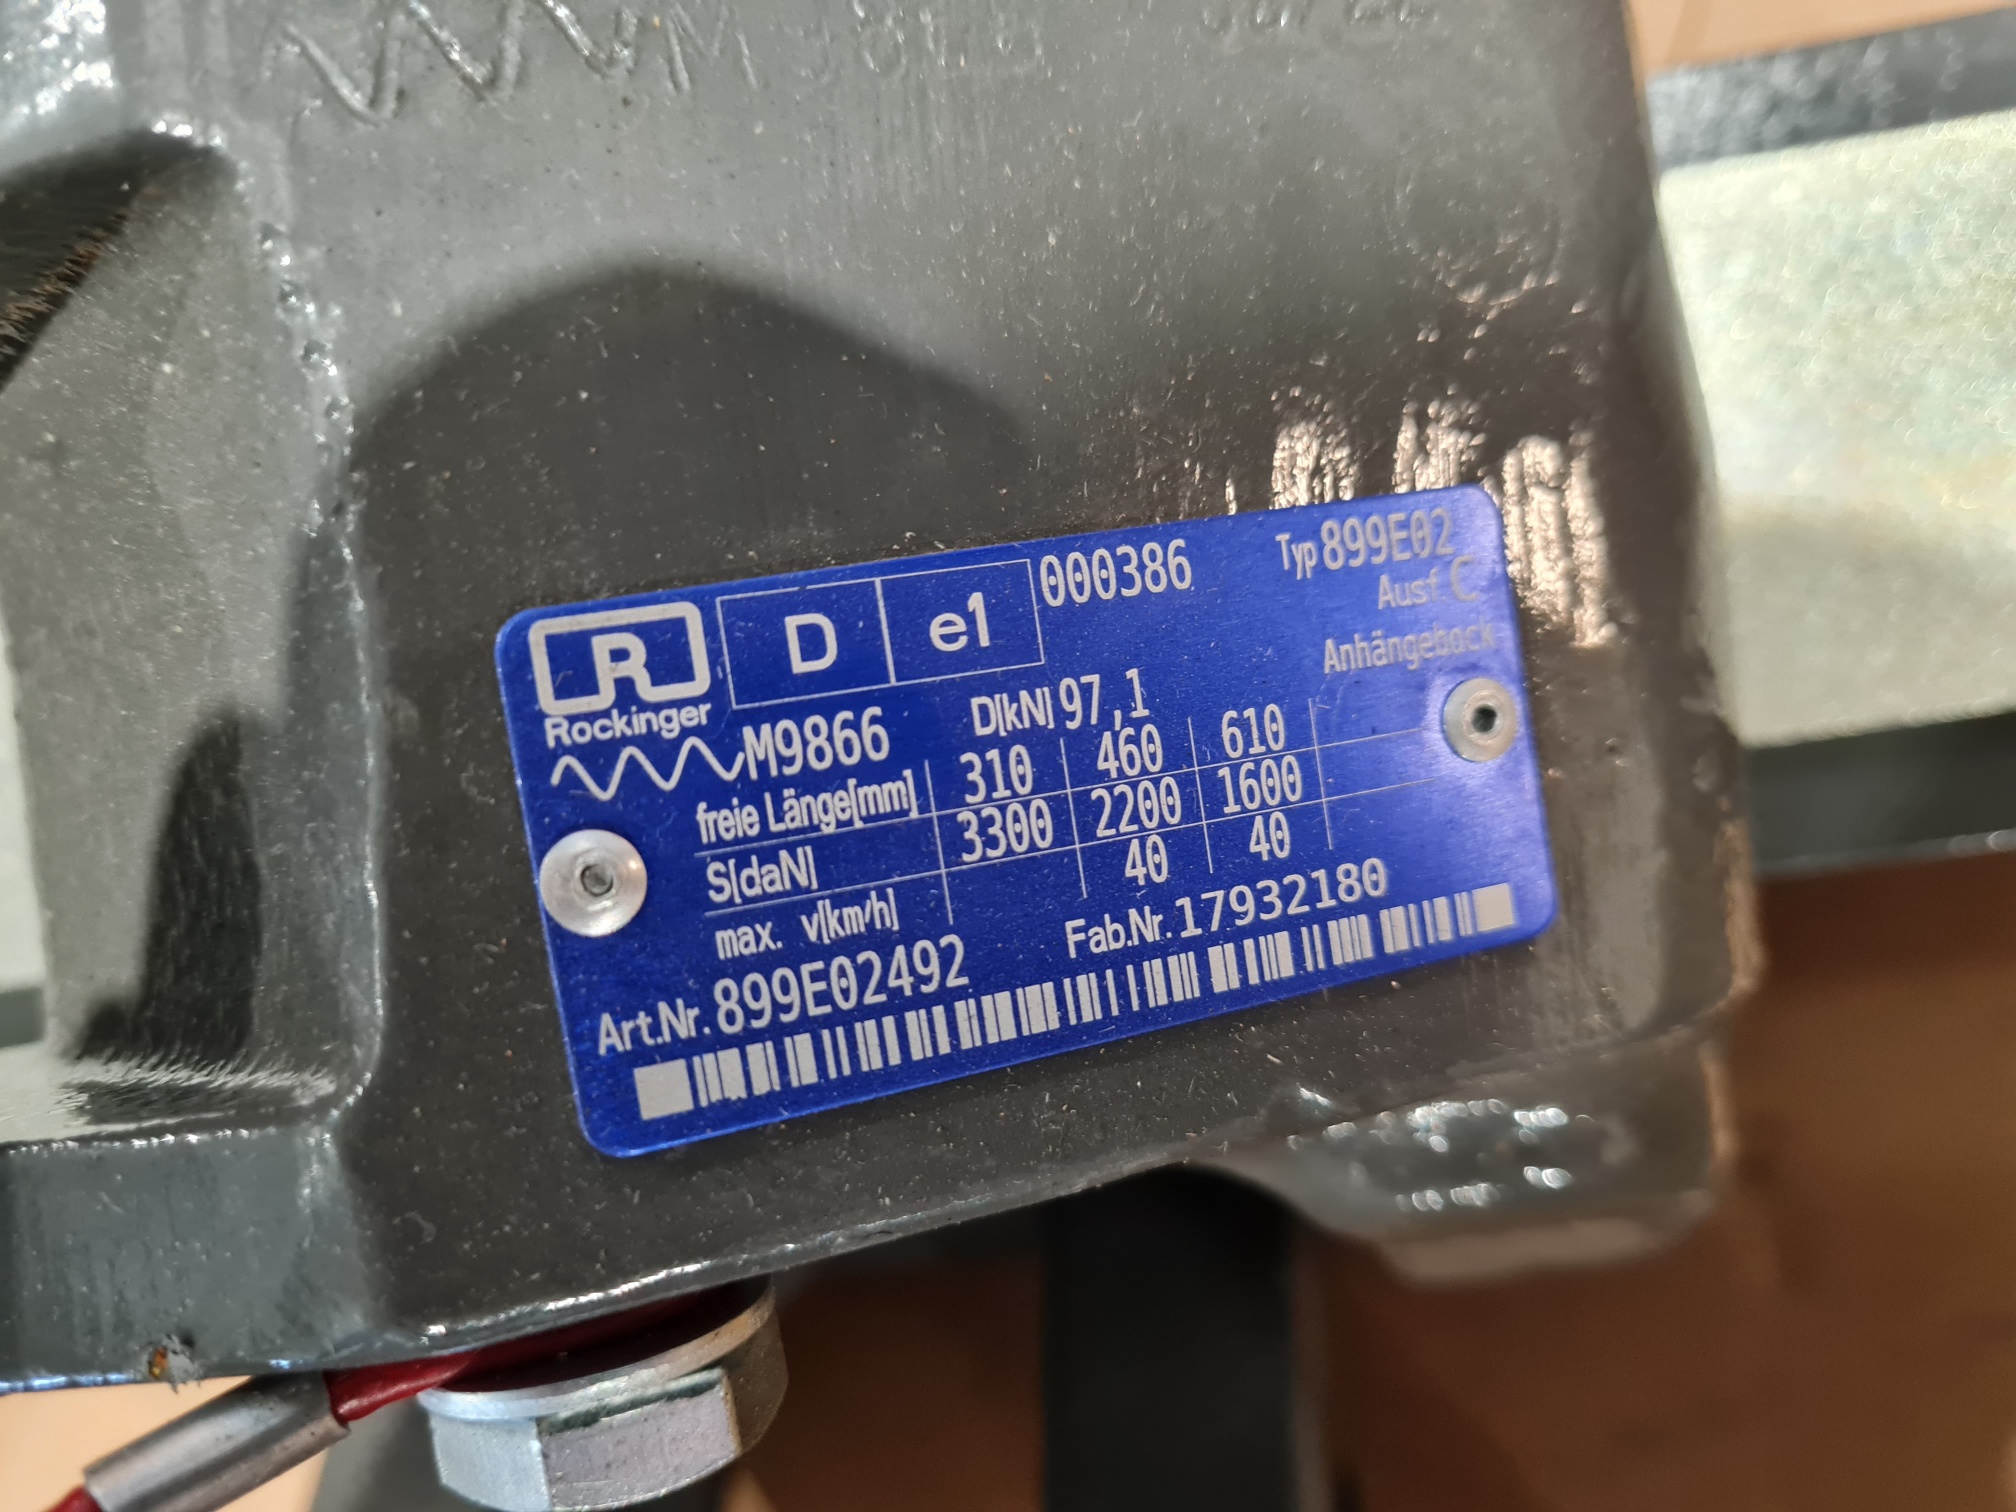 R
Rockinger
D
e1
000386
Typ 899E02
Ausf. C
Anhängebock
M9866
D[kN] 97,1
freie Länge[mm] 310 460 610
S[daN] 3300 2200 1600
max. v[km/h] 40 40
Art.Nr. 899E02492
Fab.Nr. 17932180